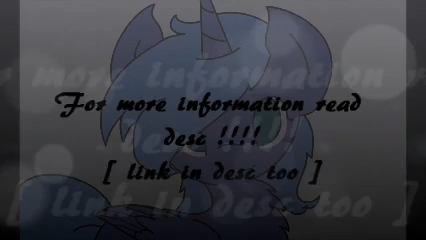 For more information read
desc !!!!
[ link in desc too ]